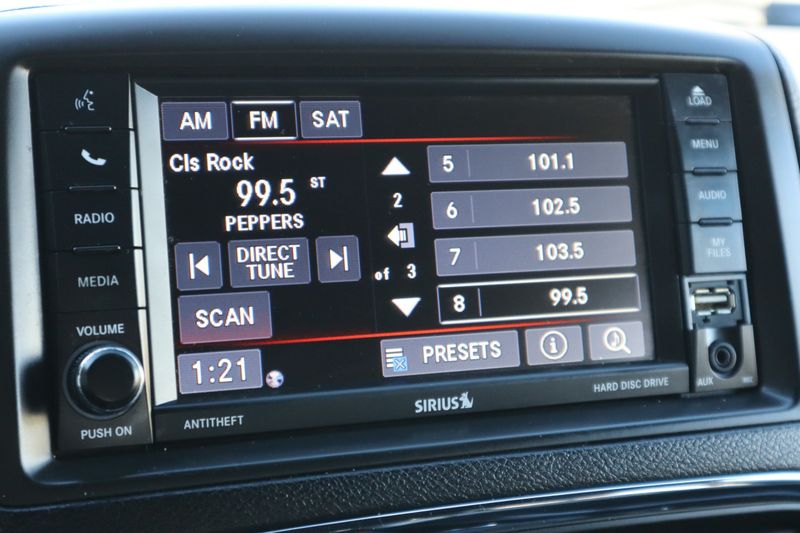 AM FM SAT
Cls Rock
99.5 ST
PEPPERS
DIRECT
TUNE
SCAN
1:21
2
of 3
5 101.1
6 102.5
7 103.5
8 99.5
PRESETS
RADIO
MEDIA
VOLUME
PUSH ON
ANTITHEFT
SIRIUS
HARD DISC DRIVE
LOAD
MENU
AUDIO
MY
FILES
AUX